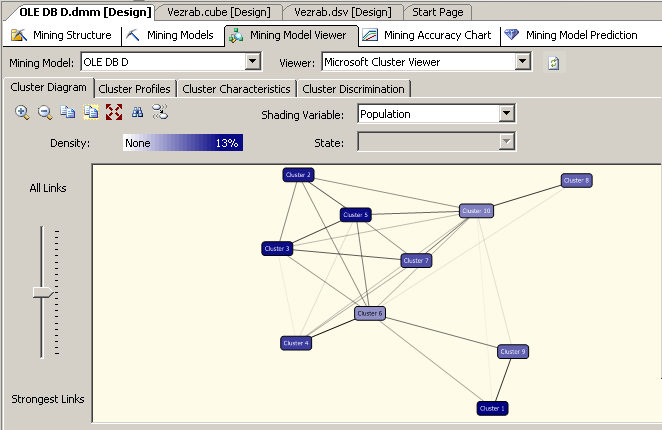 OLE DB D.dmm [Design] Vezrab.cube [Design] Vezrab.dsv [Design] Start Page
Mining Structure Mining Models Mining Model Viewer Mining Accuracy Chart Mining Model Prediction
Mining Model: OLE DB D Viewer: Microsoft Cluster Viewer
Cluster Diagram Cluster Profiles Cluster Characteristics Cluster Discrimination
Shading Variable: Population
Density: None 13% State:
All Links
Strongest Links
Cluster 2
Cluster 8
Cluster 5
Cluster 10
Cluster 3
Cluster 7
Cluster 6
Cluster 4
Cluster 9
Cluster 1